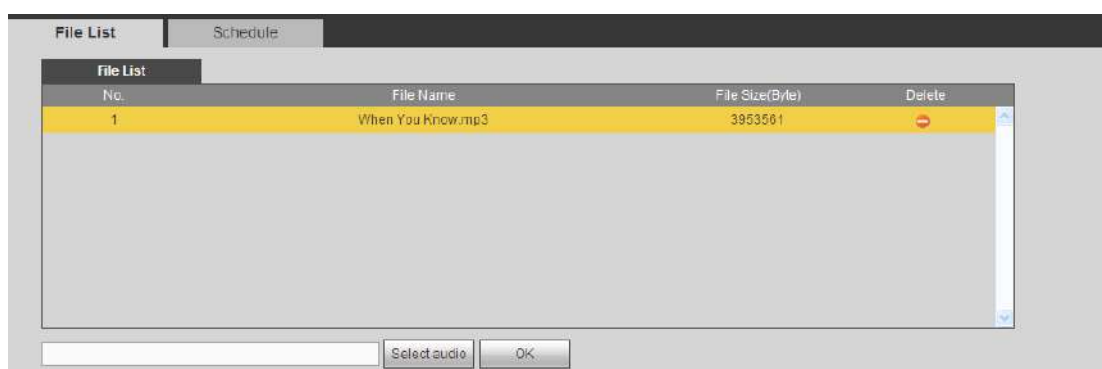 File List Schedule
File List
No. File Name File Size(Byte) Delete
1 When You Know.mp3 3953561
Select audio OK